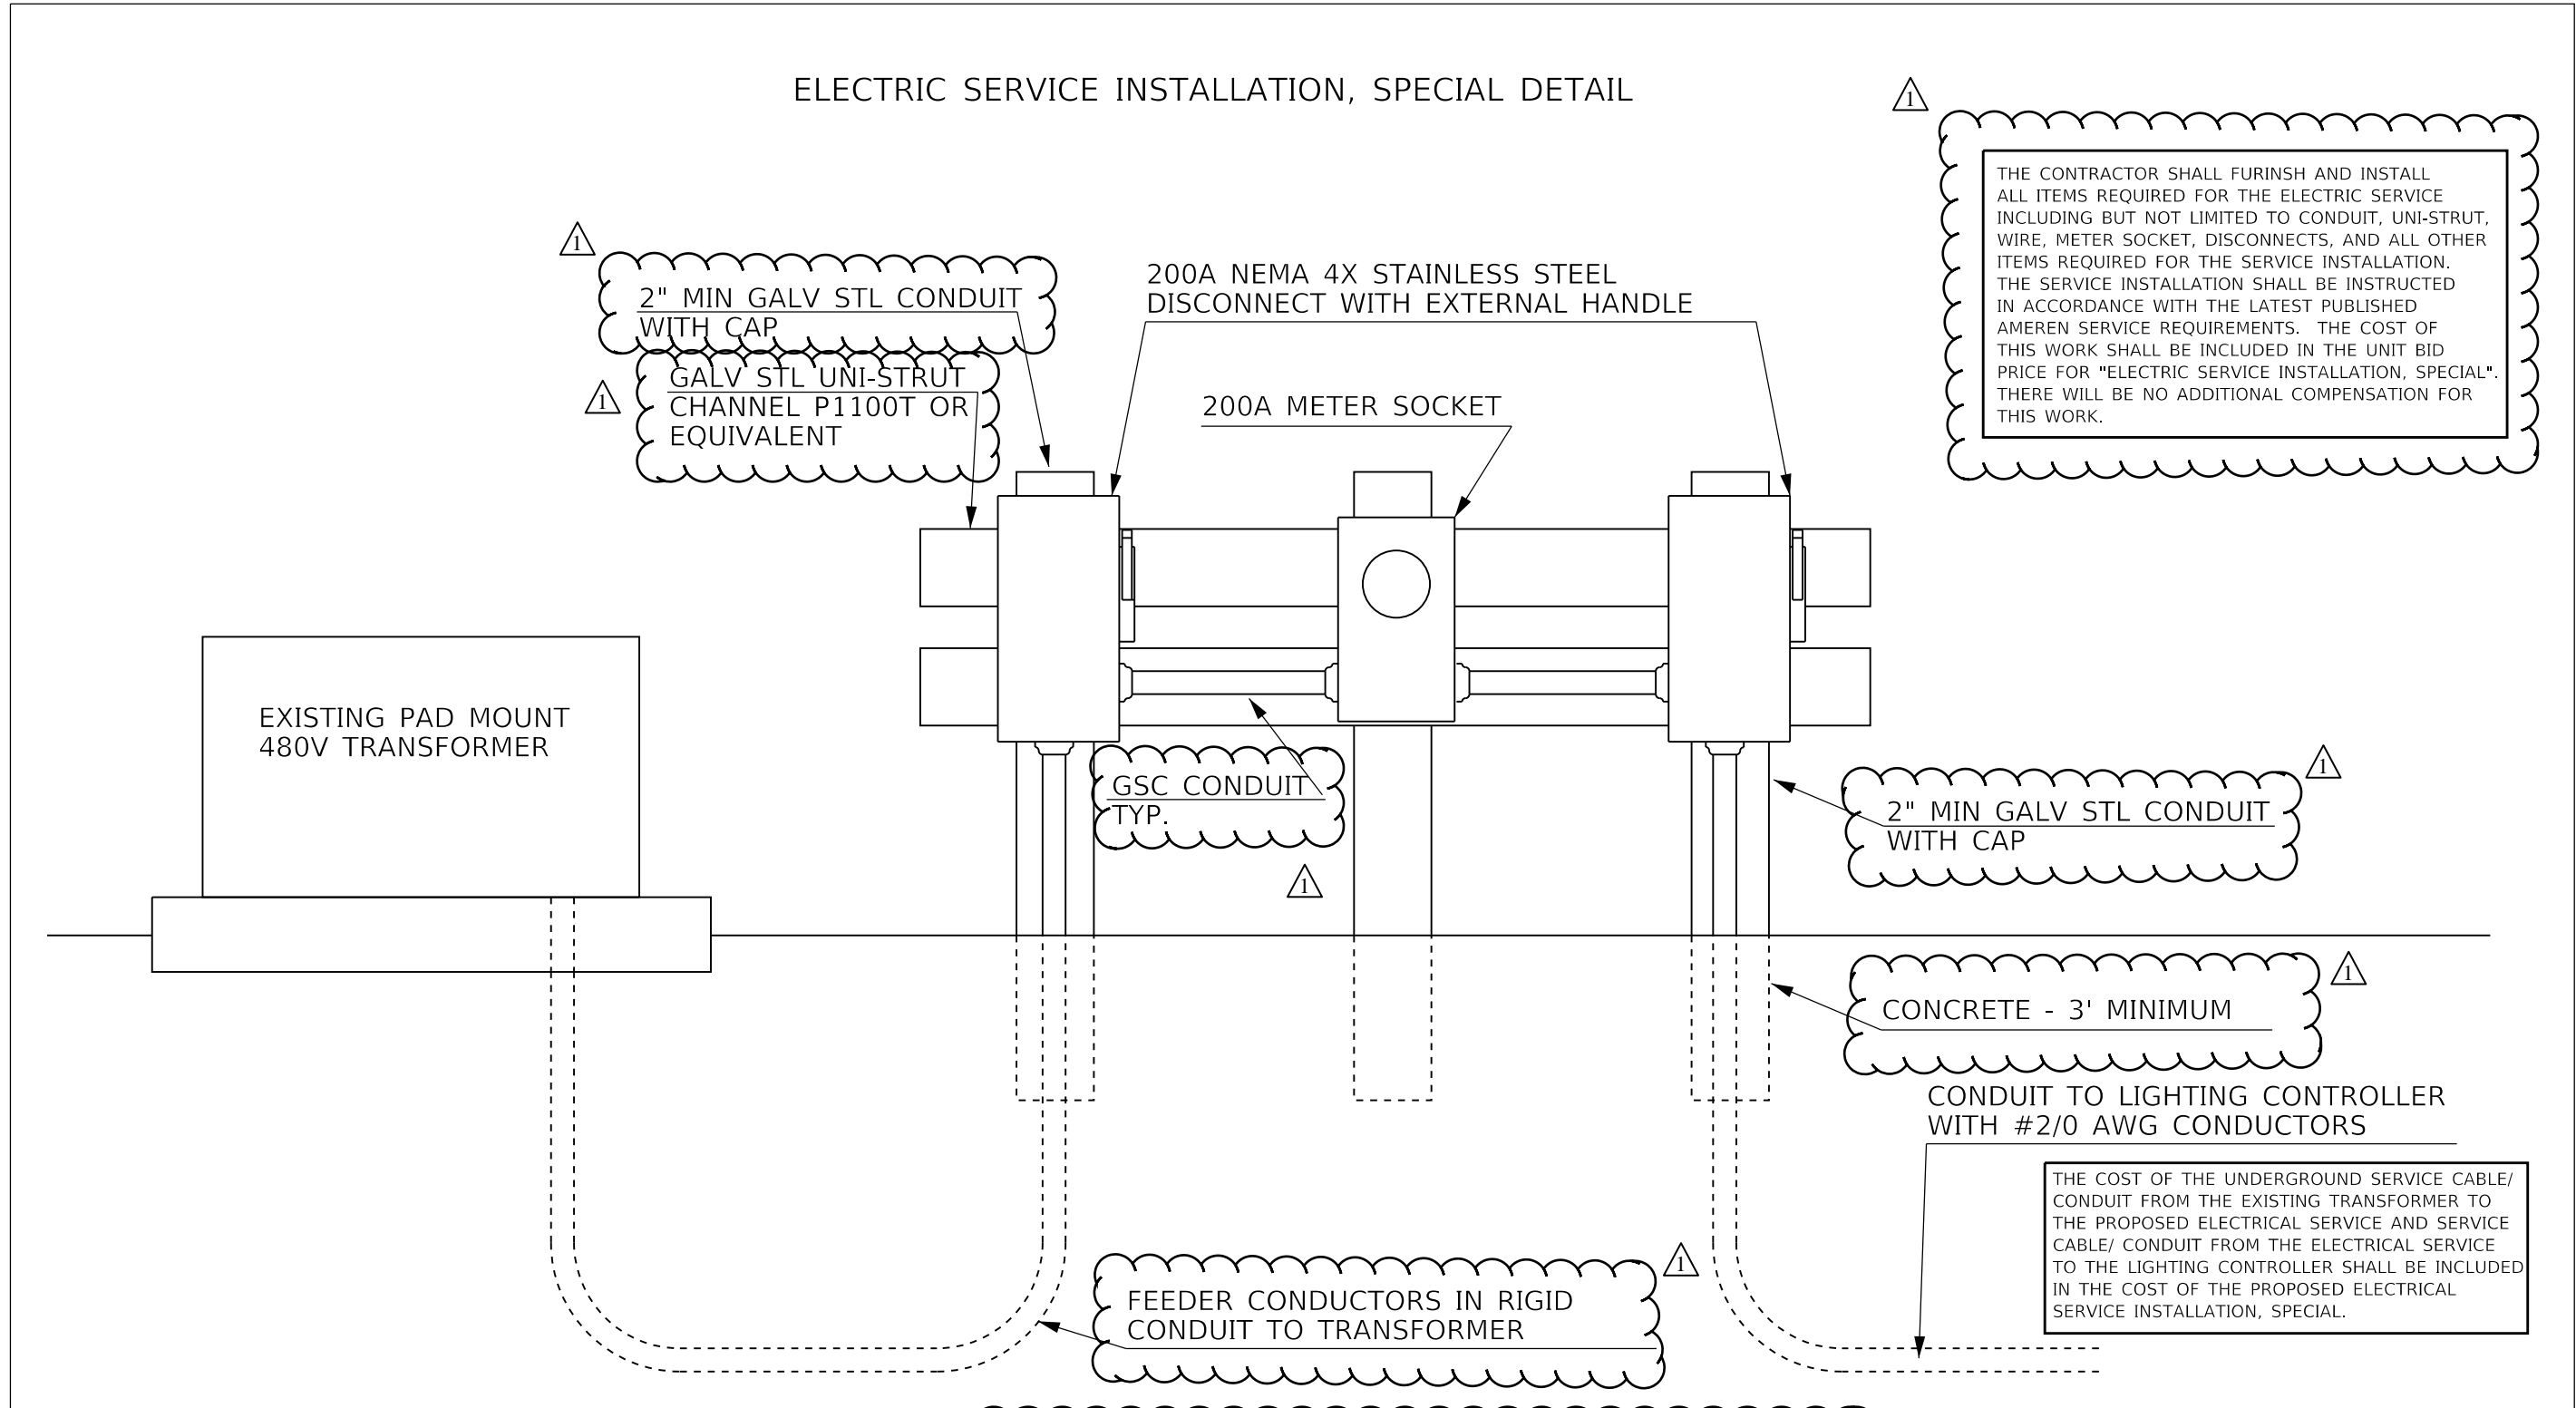 ELECTRIC SERVICE INSTALLATION, SPECIAL DETAIL
1
THE CONTRACTOR SHALL FURINSH AND INSTALL
ALL ITEMS REQUIRED FOR THE ELECTRIC SERVICE
INCLUDING BUT NOT LIMITED TO CONDUIT, UNI-STRUT,
WIRE, METER SOCKET, DISCONNECTS, AND ALL OTHER
ITEMS REQUIRED FOR THE SERVICE INSTALLATION.
THE SERVICE INSTALLATION SHALL BE INSTRUCTED
IN ACCORDANCE WITH THE LATEST PUBLISHED
AMEREN SERVICE REQUIREMENTS. THE COST OF
THIS WORK SHALL BE INCLUDED IN THE UNIT BID
PRICE FOR "ELECTRIC SERVICE INSTALLATION, SPECIAL".
THERE WILL BE NO ADDITIONAL COMPENSATION FOR
THIS WORK.
1
2" MIN GALV STL CONDUIT
WITH CAP
1
GALV STL UNI-STRUT
CHANNEL P1100T OR
EQUIVALENT
200A NEMA 4X STAINLESS STEEL
DISCONNECT WITH EXTERNAL HANDLE
200A METER SOCKET
EXISTING PAD MOUNT
480V TRANSFORMER
GSC CONDUIT
TYP.
1
2" MIN GALV STL CONDUIT
WITH CAP
1
CONCRETE - 3' MINIMUM
1
CONDUIT TO LIGHTING CONTROLLER
WITH #2/0 AWG CONDUCTORS
THE COST OF THE UNDERGROUND SERVICE CABLE/
CONDUIT FROM THE EXISTING TRANSFORMER TO
THE PROPOSED ELECTRICAL SERVICE AND SERVICE
CABLE/ CONDUIT FROM THE ELECTRICAL SERVICE
TO THE LIGHTING CONTROLLER SHALL BE INCLUDED
IN THE COST OF THE PROPOSED ELECTRICAL
SERVICE INSTALLATION, SPECIAL.
FEEDER CONDUCTORS IN RIGID
CONDUIT TO TRANSFORMER
1